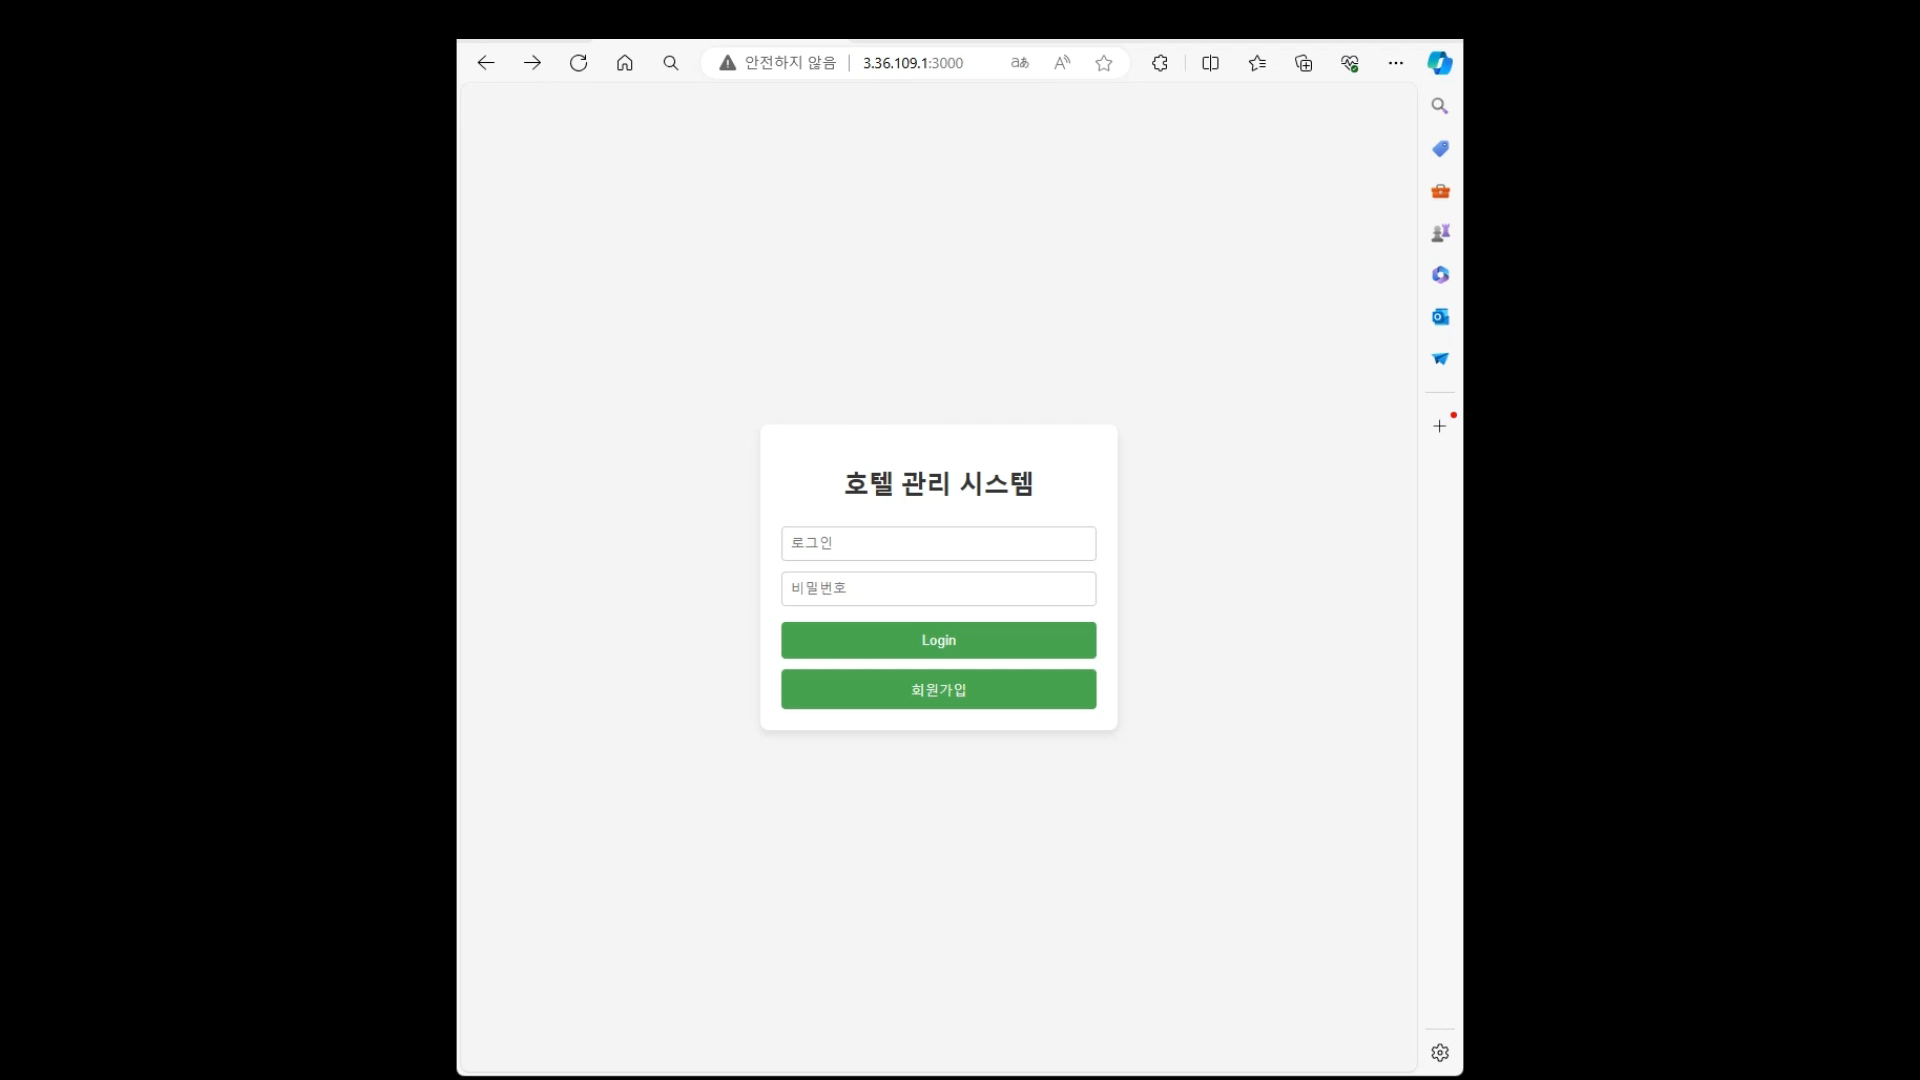 안전하지 않음 3.36.109.1:3000
호텔 관리 시스템
로그인
비밀번호
Login
회원가입